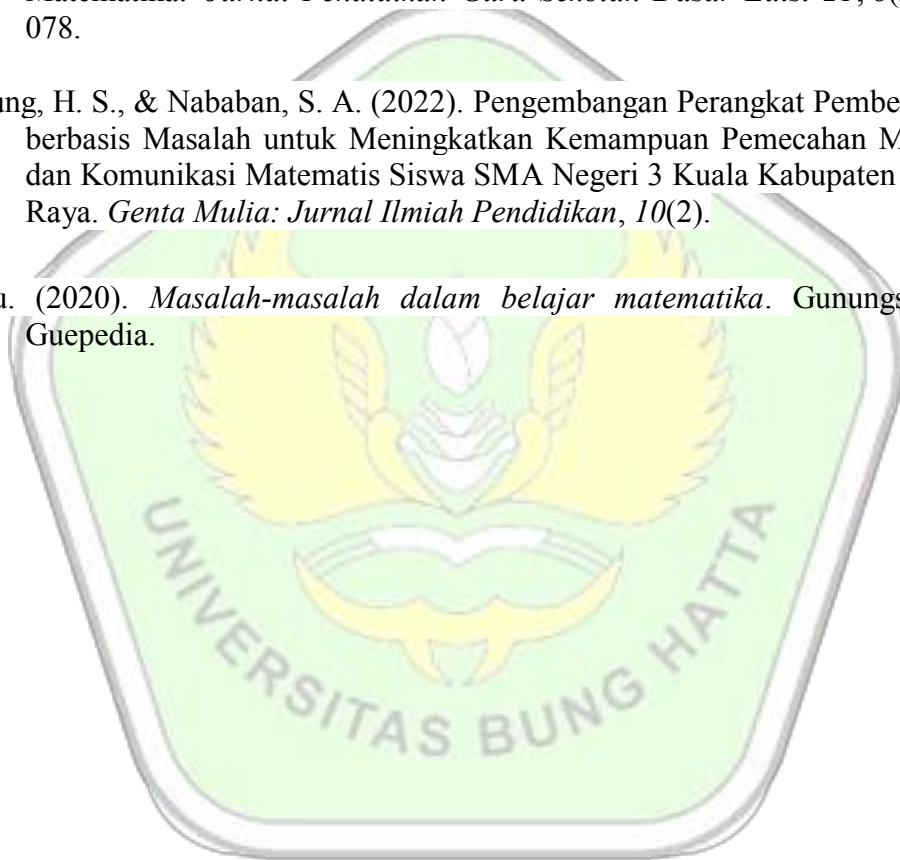 078.
ung, H. S., & Nababan, S. A. (2022). Pengembangan Perangkat Pembe
berbasis Masalah untuk Meningkatkan Kemampuan Pemecahan M
dan Komunikasi Matematis Siswa SMA Negeri 3 Kuala Kabupaten
Raya. Genta Mulia: Jurnal Ilmiah Pendidikan, 10(2).
u. (2020). Masalah-masalah dalam belajar matematika. Gunungs
Guepedia.
UNIVERSITAS BUNG HATTA